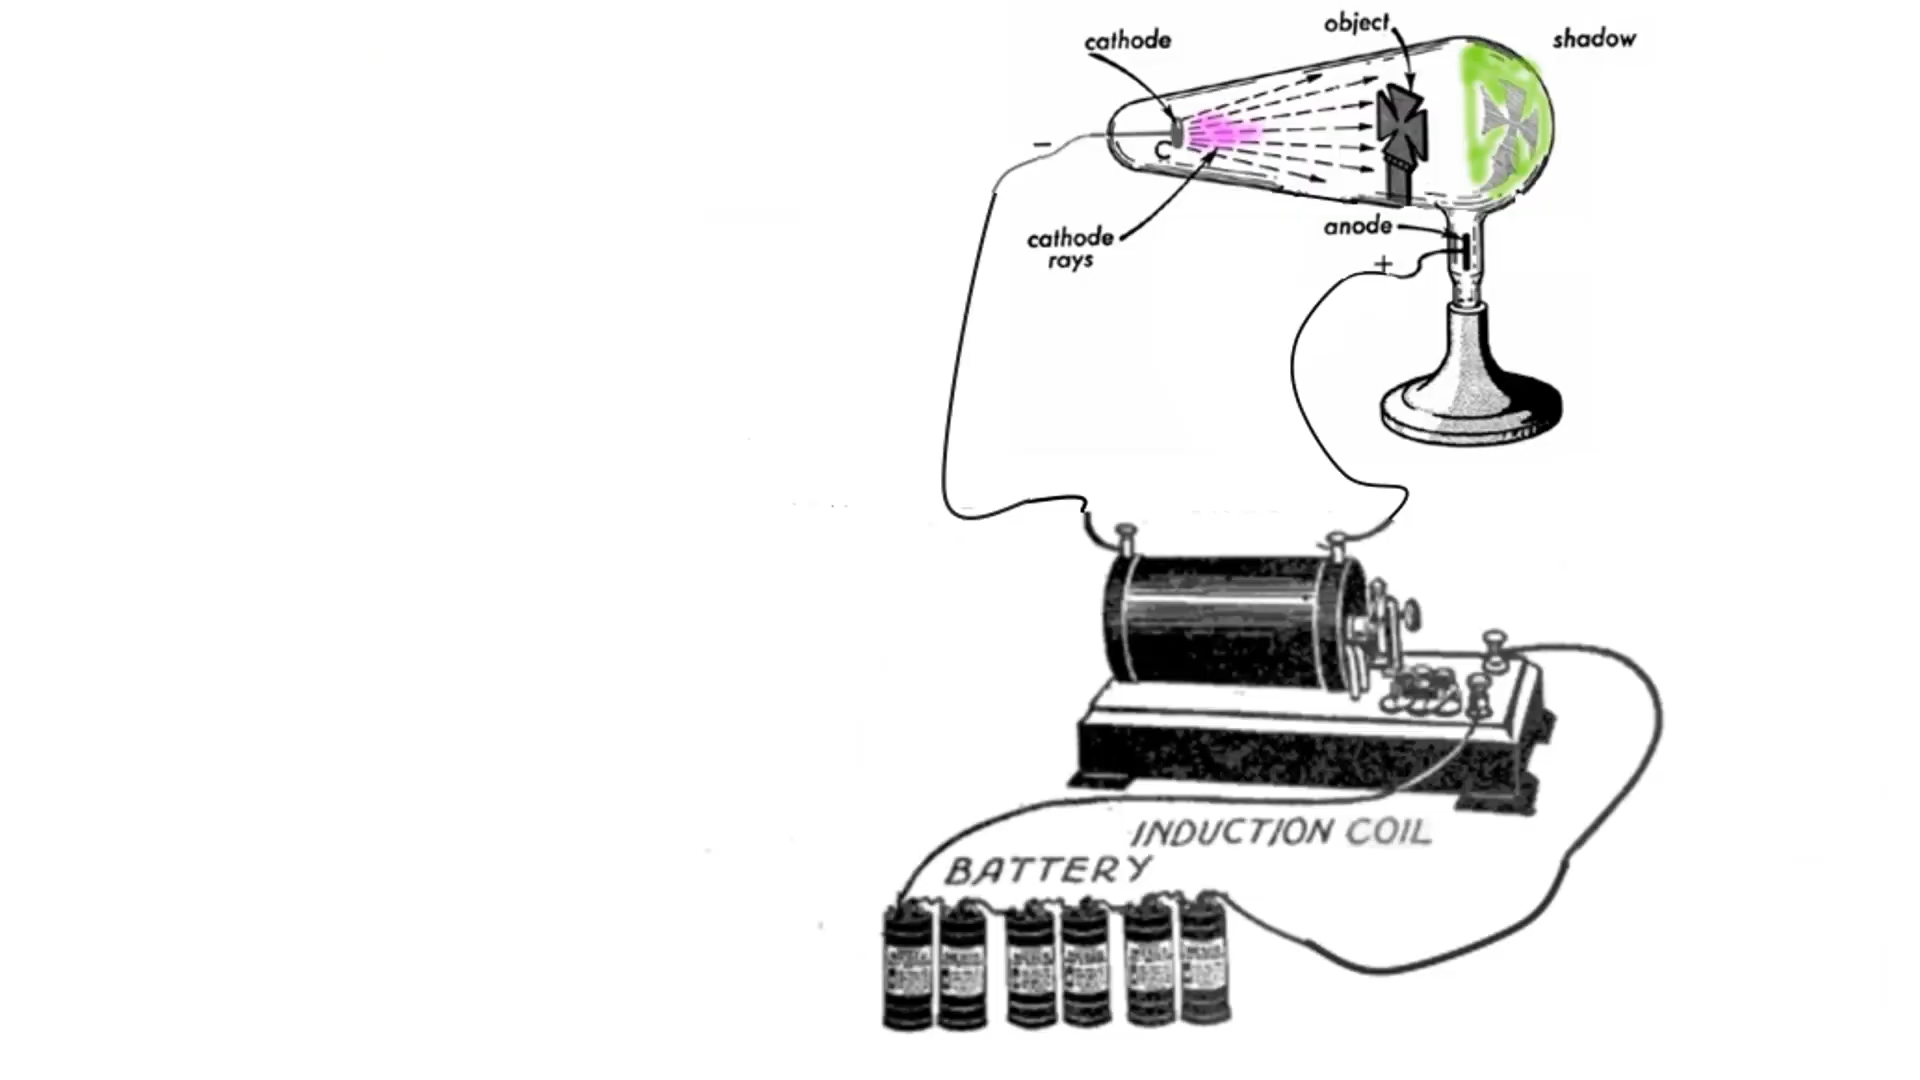 object
shadow
cathode
−
C
cathode
rays
anode
+
INDUCTION COIL
BATTERY